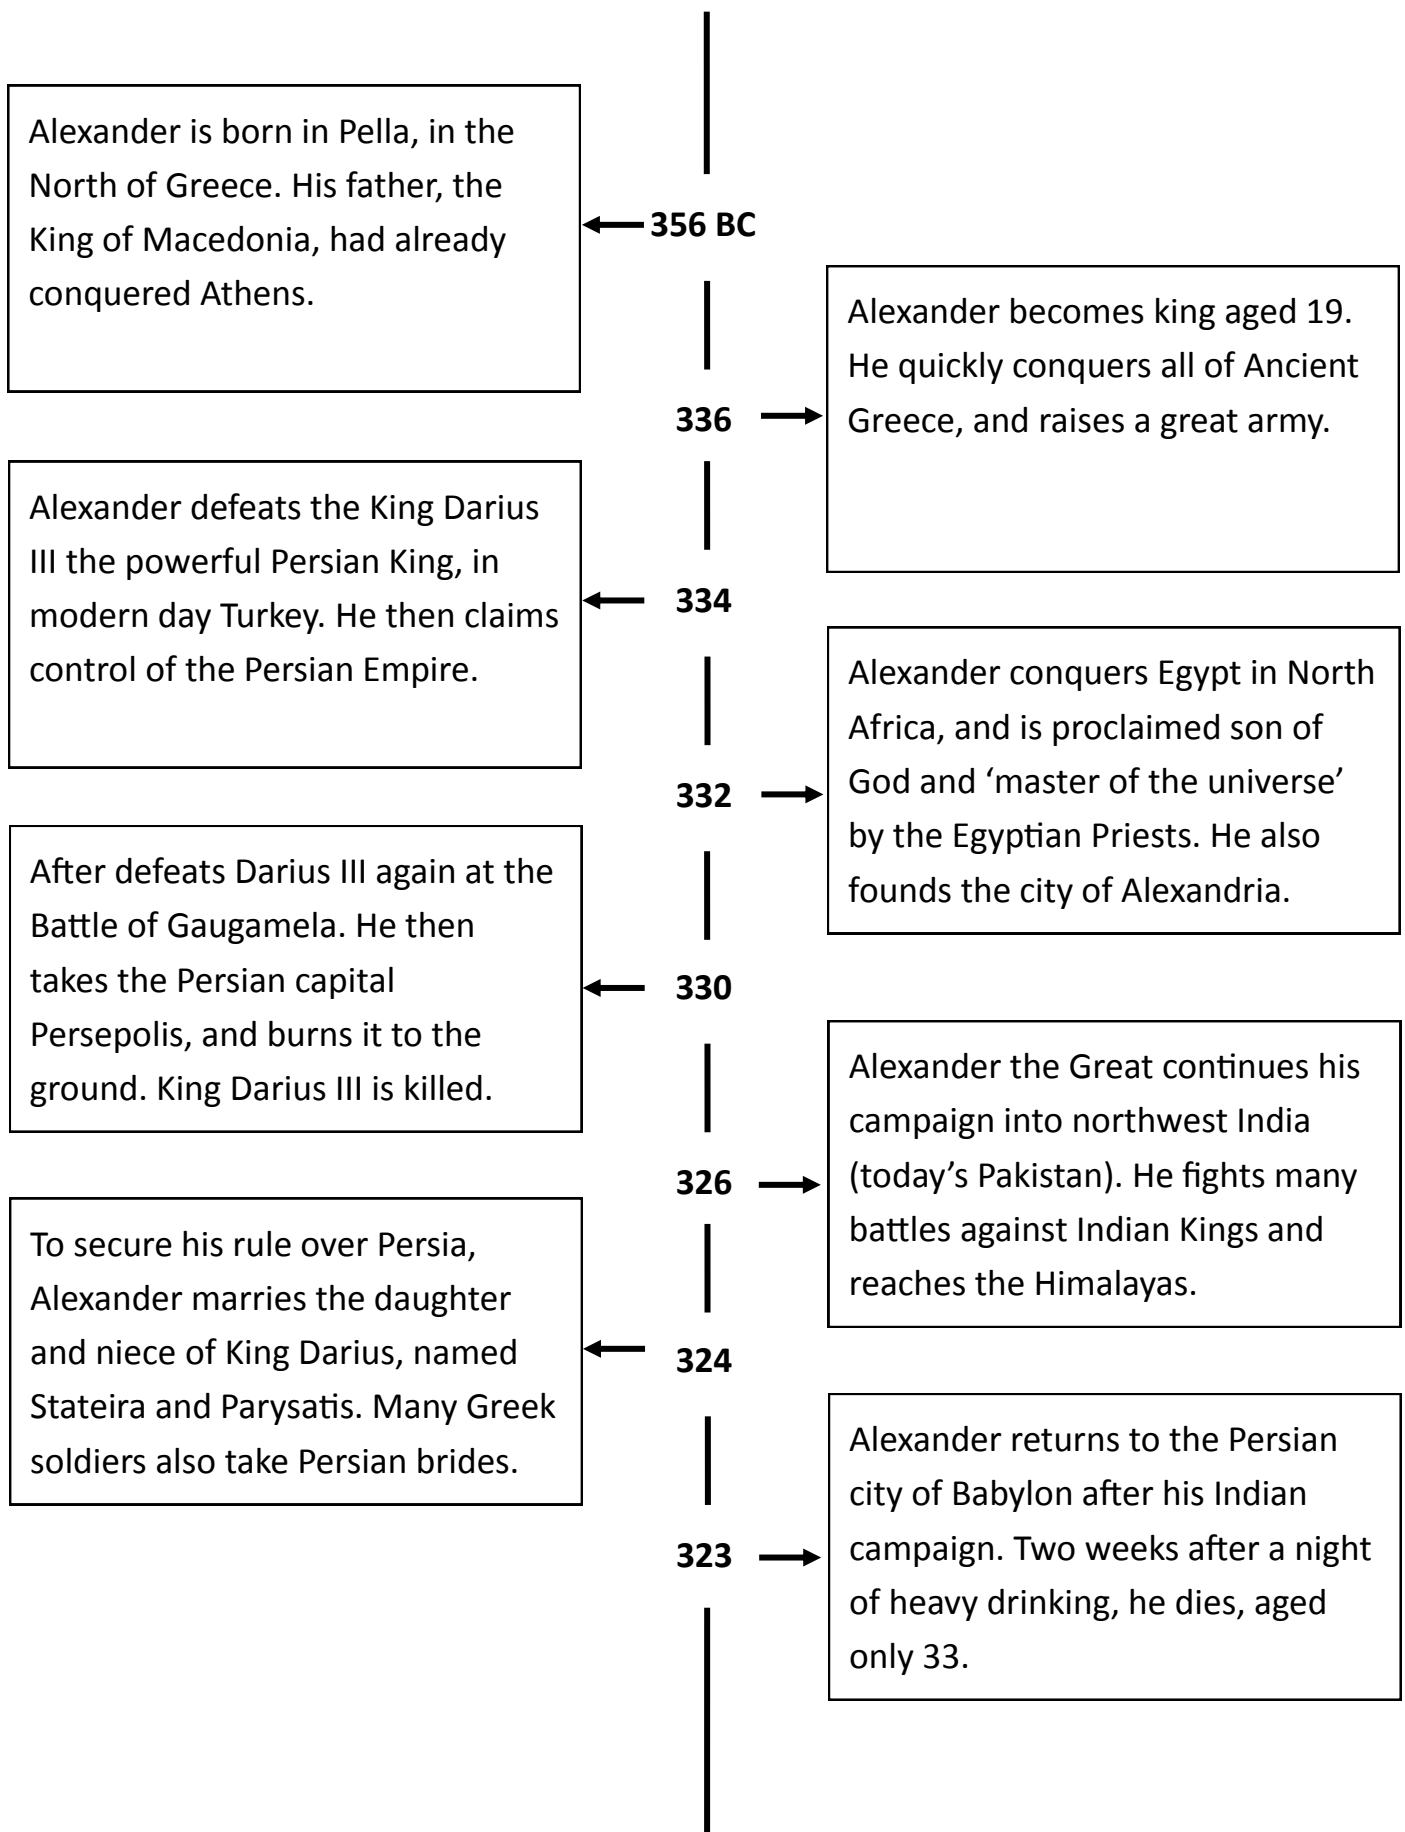 356 BC
Alexander is born in Pella, in the
North of Greece. His father, the
King of Macedonia, had already
conquered Athens.
336
Alexander becomes king aged 19.
He quickly conquers all of Ancient
Greece, and raises a great army.
334
Alexander defeats the King Darius
III the powerful Persian King, in
modern day Turkey. He then claims
control of the Persian Empire.
332
Alexander conquers Egypt in North
Africa, and is proclaimed son of
God and ‘master of the universe’
by the Egyptian Priests. He also
founds the city of Alexandria.
330
After defeats Darius III again at the
Battle of Gaugamela. He then
takes the Persian capital
Persepolis, and burns it to the
ground. King Darius III is killed.
326
Alexander the Great continues his
campaign into northwest India
(today’s Pakistan). He fights many
battles against Indian Kings and
reaches the Himalayas.
324
To secure his rule over Persia,
Alexander marries the daughter
and niece of King Darius, named
Stateira and Parysatis. Many Greek
soldiers also take Persian brides.
323
Alexander returns to the Persian
city of Babylon after his Indian
campaign. Two weeks after a night
of heavy drinking, he dies, aged
only 33.